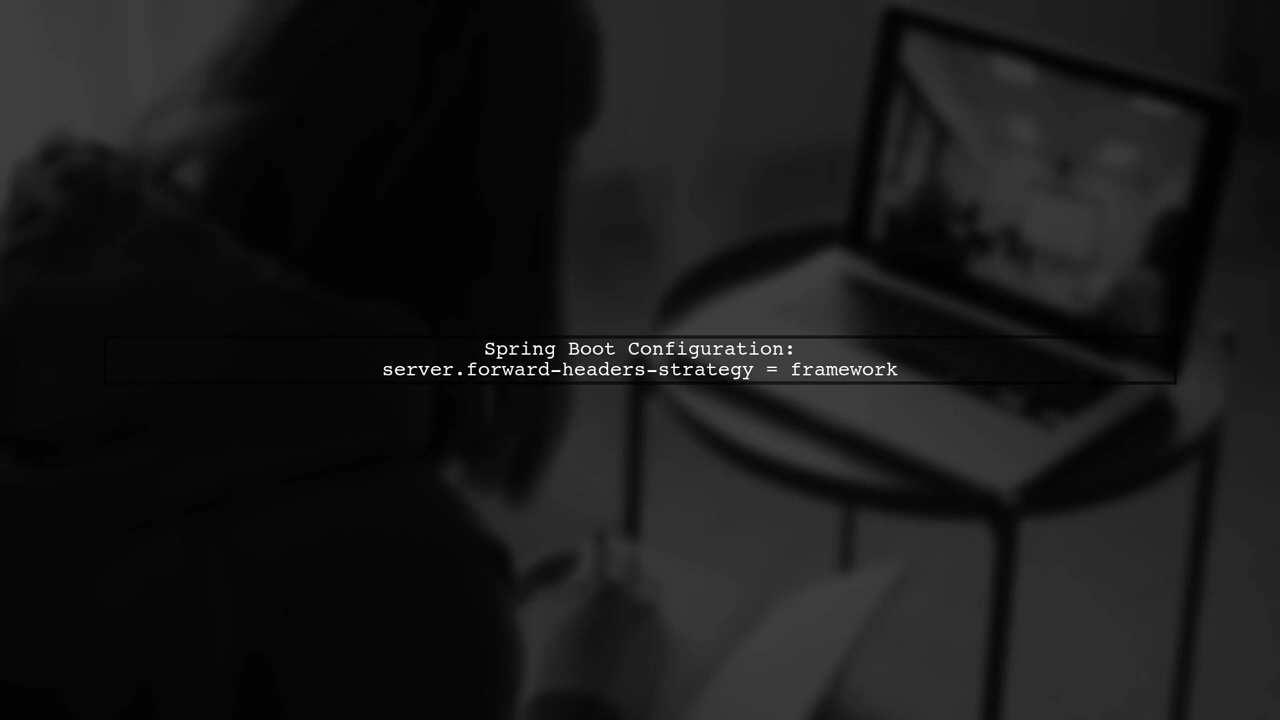 Spring Boot Configuration:
server.forward-headers-strategy = framework